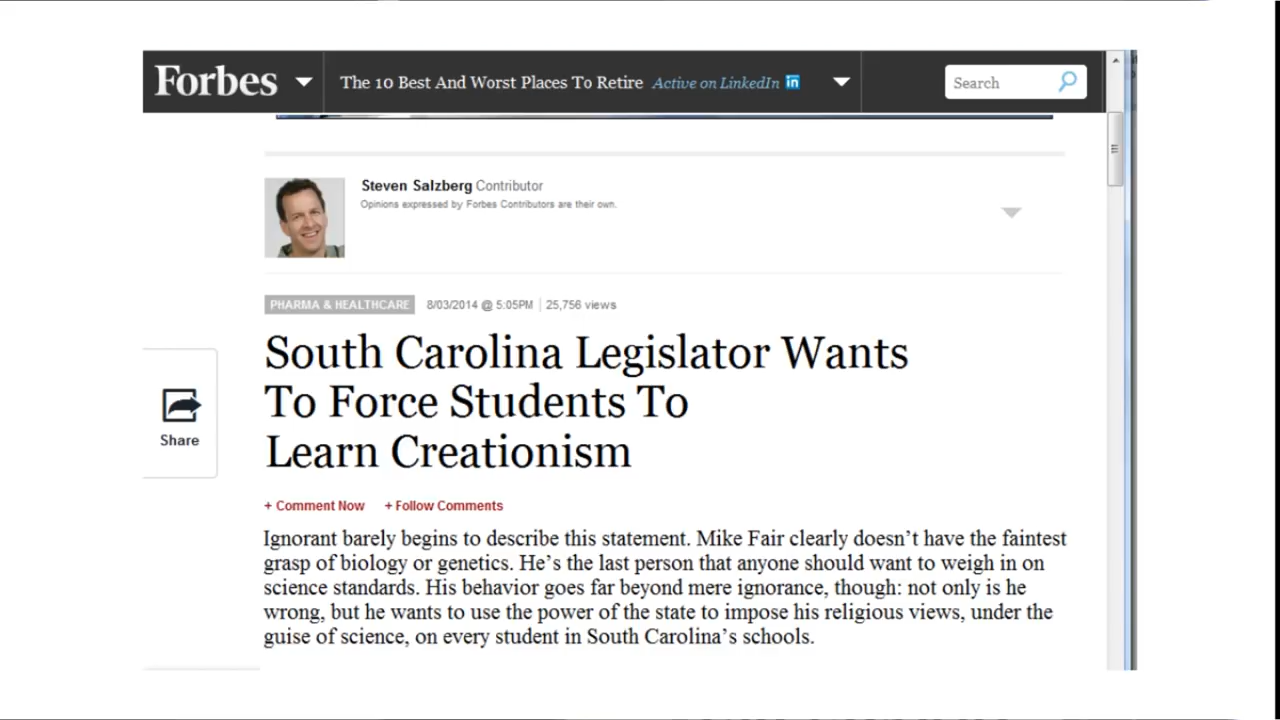 Forbes
The 10 Best And Worst Places To Retire Active on LinkedIn in
Search
Steven Salzberg Contributor
Opinions expressed by Forbes Contributors are their own.
PHARMA & HEALTHCARE 8/03/2014 @ 5:05PM 25,756 views
South Carolina Legislator Wants
To Force Students To
Learn Creationism
Share
+ Comment Now + Follow Comments
Ignorant barely begins to describe this statement. Mike Fair clearly doesn't have the faintest
grasp of biology or genetics. He's the last person that anyone should want to weigh in on
science standards. His behavior goes far beyond mere ignorance, though: not only is he
wrong, but he wants to use the power of the state to impose his religious views, under the
guise of science, on every student in South Carolina's schools.